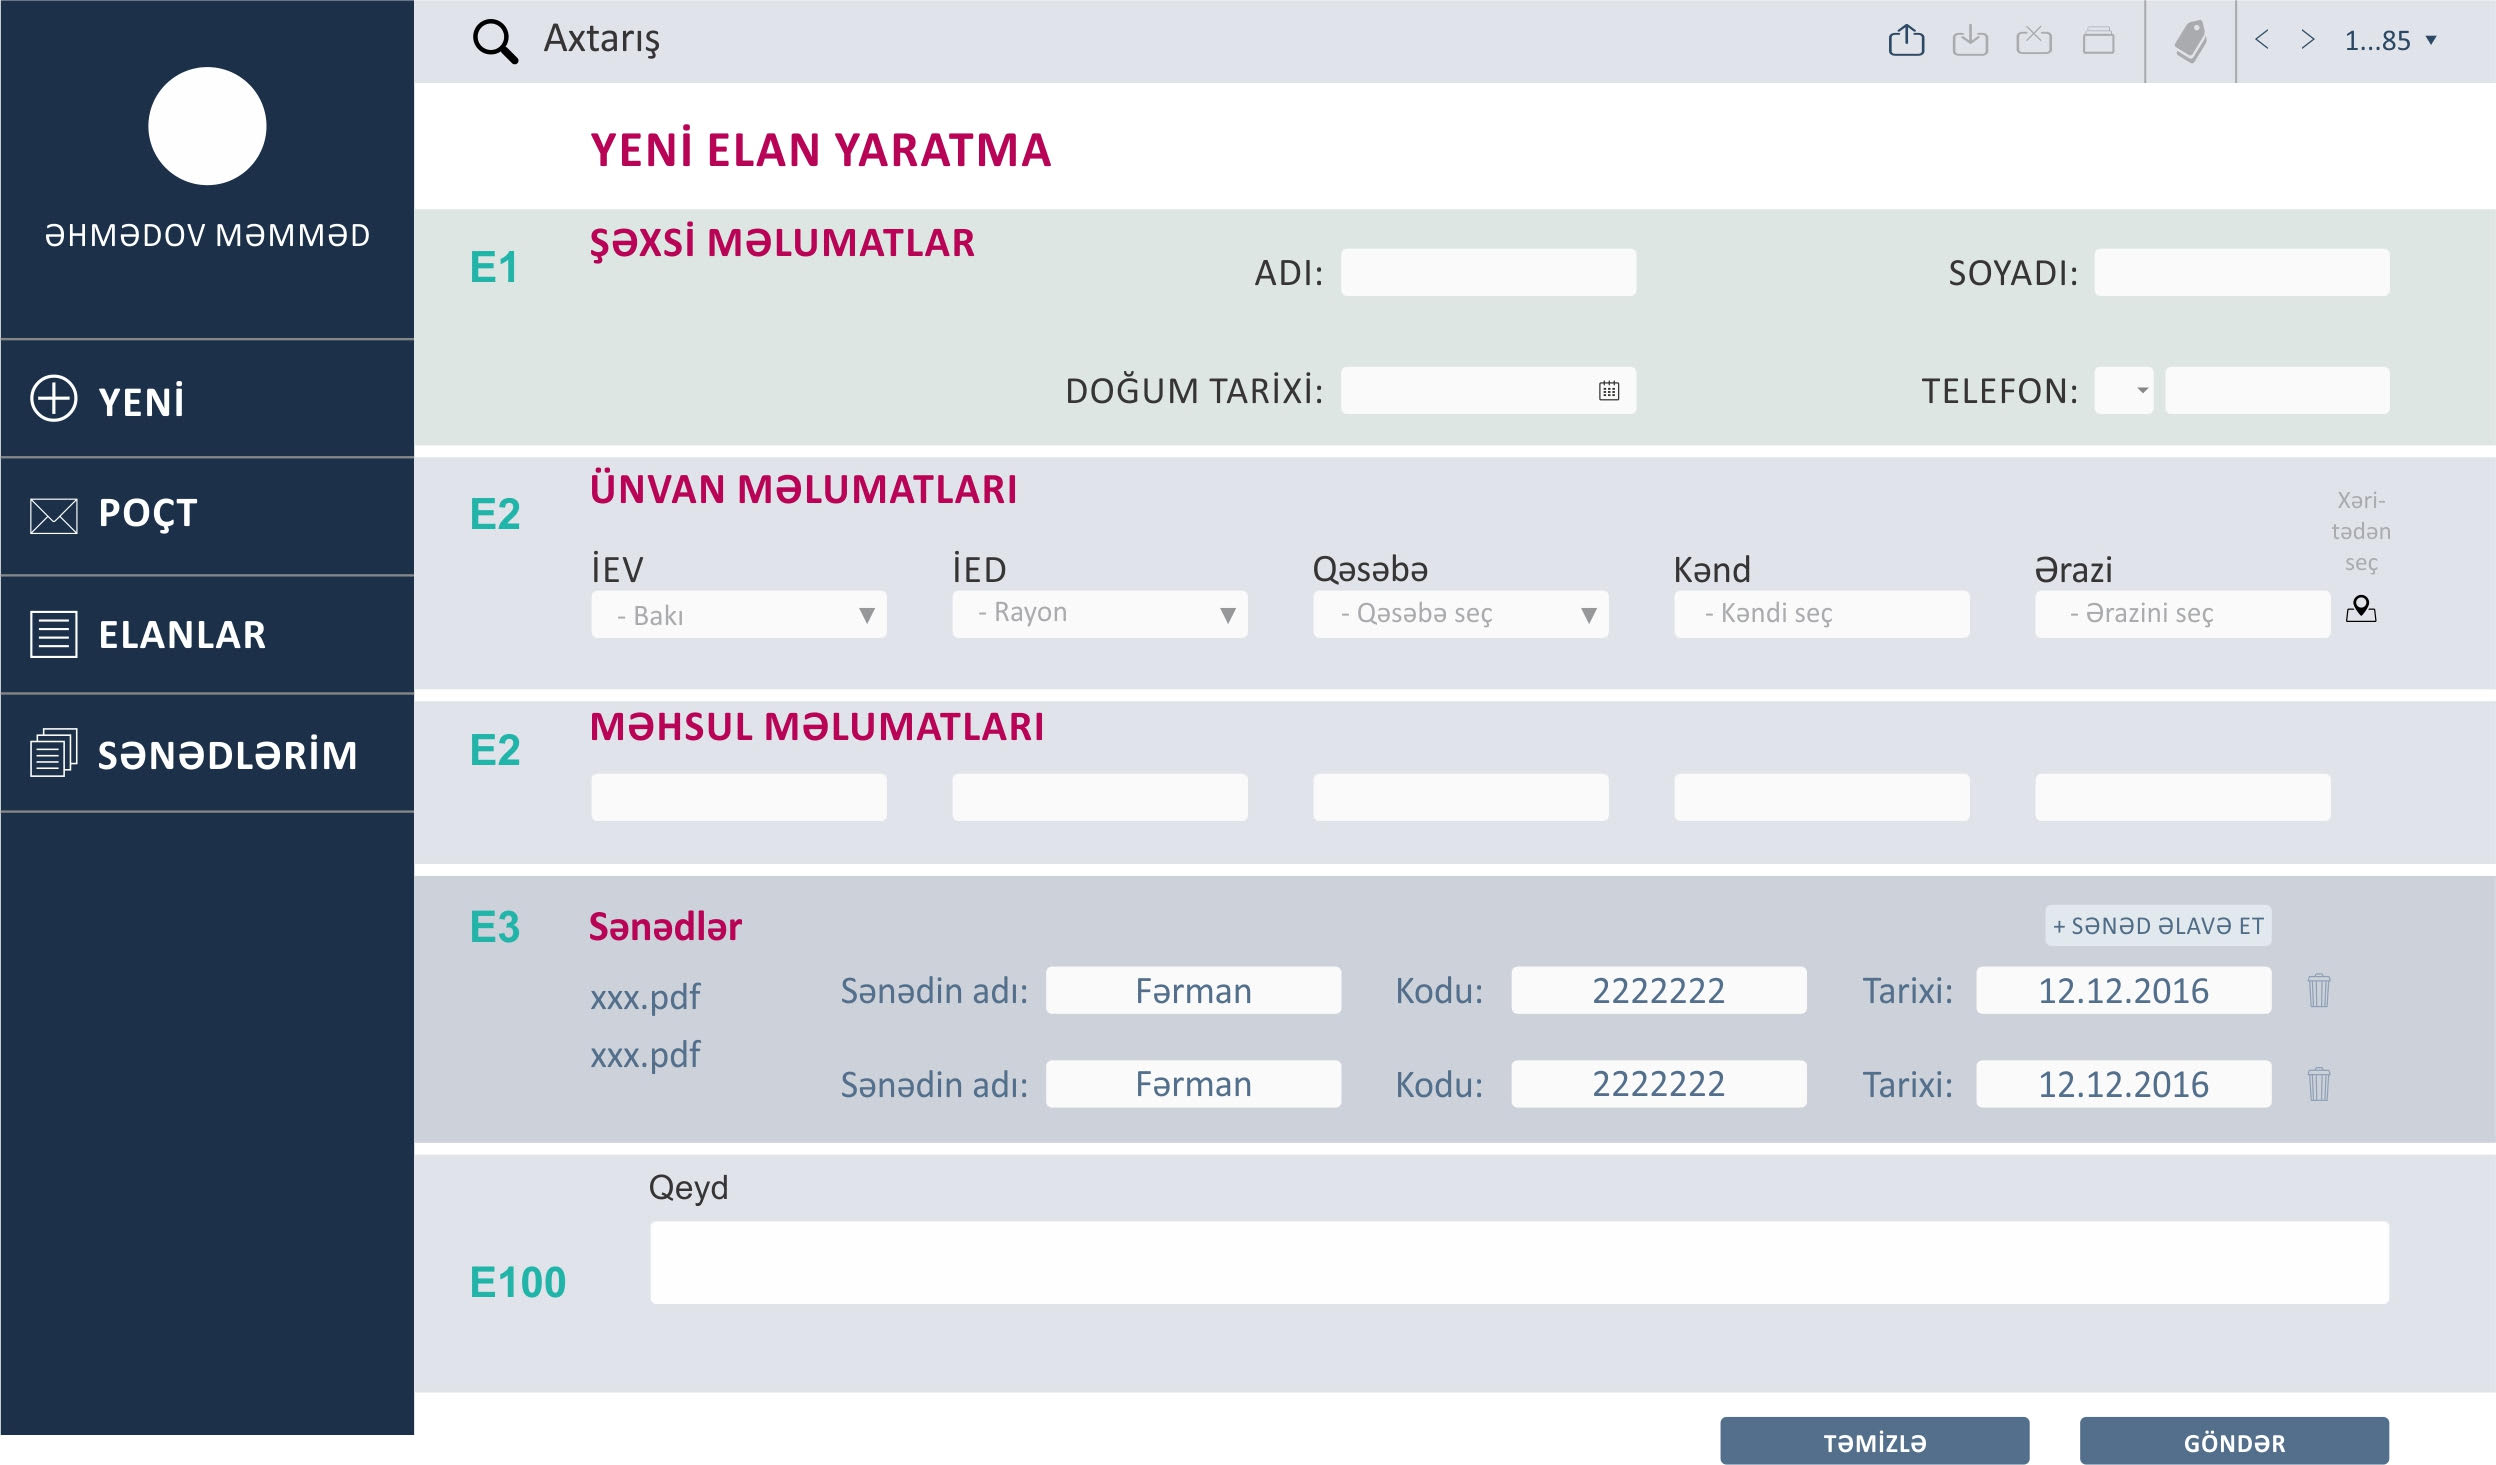 Axtarış
1...85
ƏHMƏDOV MƏMMƏD
YENİ
POÇT
ELANLAR
SƏNƏDLƏRİM
YENİ ELAN YARATMA
E1
ŞƏXSİ MƏLUMATLAR
ADI:
SOYADI:
DOĞUM TARİXİ:
TELEFON:
E2
ÜNVAN MƏLUMATLARI
Xəri-
tədən
seç
İEV
İED
Qəsəbə
Kənd
Ərazi
- Bakı
- Rayon
- Qəsəbə seç
- Kəndi seç
- Ərazini seç
E2
MƏHSUL MƏLUMATLARI
E3
Sənədlər
+ SƏNƏD ƏLAVƏ ET
xxx.pdf
Sənədin adı:
Fərman
Kodu:
2222222
Tarixi:
12.12.2016
xxx.pdf
Sənədin adı:
Fərman
Kodu:
2222222
Tarixi:
12.12.2016
Qeyd
E100
TƏMİZLƏ
GÖNDƏR